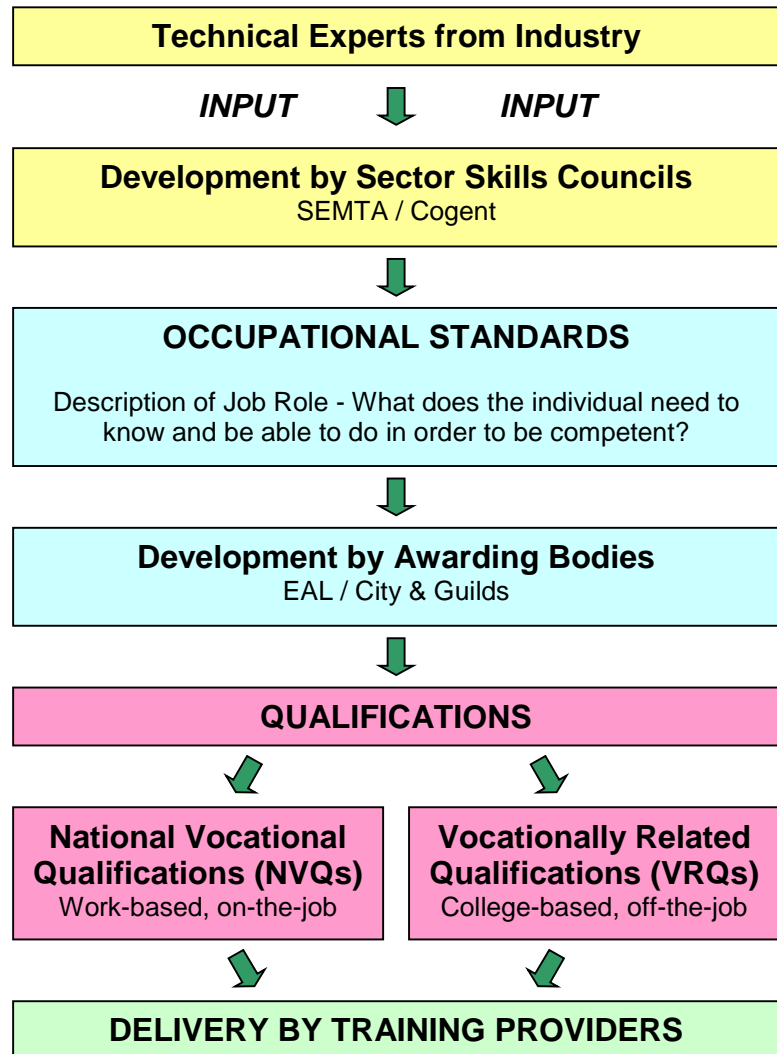 Technical Experts from Industry
INPUT INPUT
Development by Sector Skills Councils
SEMTA / Cogent
OCCUPATIONAL STANDARDS
Description of Job Role - What does the individual need to
know and be able to do in order to be competent?
Development by Awarding Bodies
EAL / City & Guilds
QUALIFICATIONS
National Vocational
Qualifications (NVQs)
Work-based, on-the-job
Vocationally Related
Qualifications (VRQs)
College-based, off-the-job
DELIVERY BY TRAINING PROVIDERS